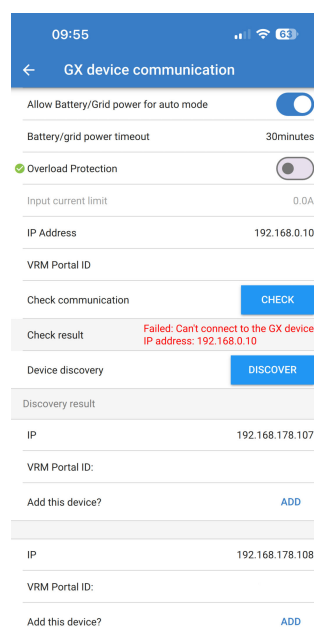 09:55
63
GX device communication
Allow Battery/Grid power for auto mode
Battery/grid power timeout 30minutes
Overload Protection
Input current limit 0.0A
IP Address 192.168.0.10
VRM Portal ID
Check communication CHECK
Check result Failed: Can't connect to the GX device
IP address: 192.168.0.10
Device discovery DISCOVER
Discovery result
IP 192.168.178.107
VRM Portal ID:
Add this device? ADD
IP 192.168.178.108
VRM Portal ID:
Add this device? ADD